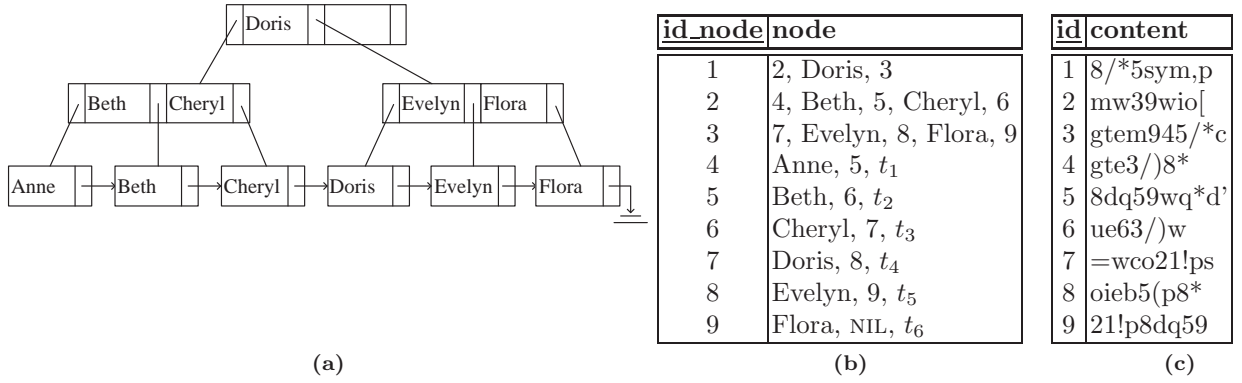 Doris
Beth Cheryl
Evelyn Flora
Anne Beth Cheryl Doris Evelyn Flora
(a)
id_node node
1 2, Doris, 3
2 4, Beth, 5, Cheryl, 6
3 7, Evelyn, 8, Flora, 9
4 Anne, 5, t₁
5 Beth, 6, t₂
6 Cheryl, 7, t₃
7 Doris, 8, t₄
8 Evelyn, 9, t₅
9 Flora, NIL, t₆
(b)
id content
1 8/*5sym,p
2 mw39wio[
3 gtem945/*c
4 gte3/)8*
5 8dq59wq*d'
6 ue63/)w
7 =wco21!ps
8 oieb5(p8*
9 21!p8dq59
(c)